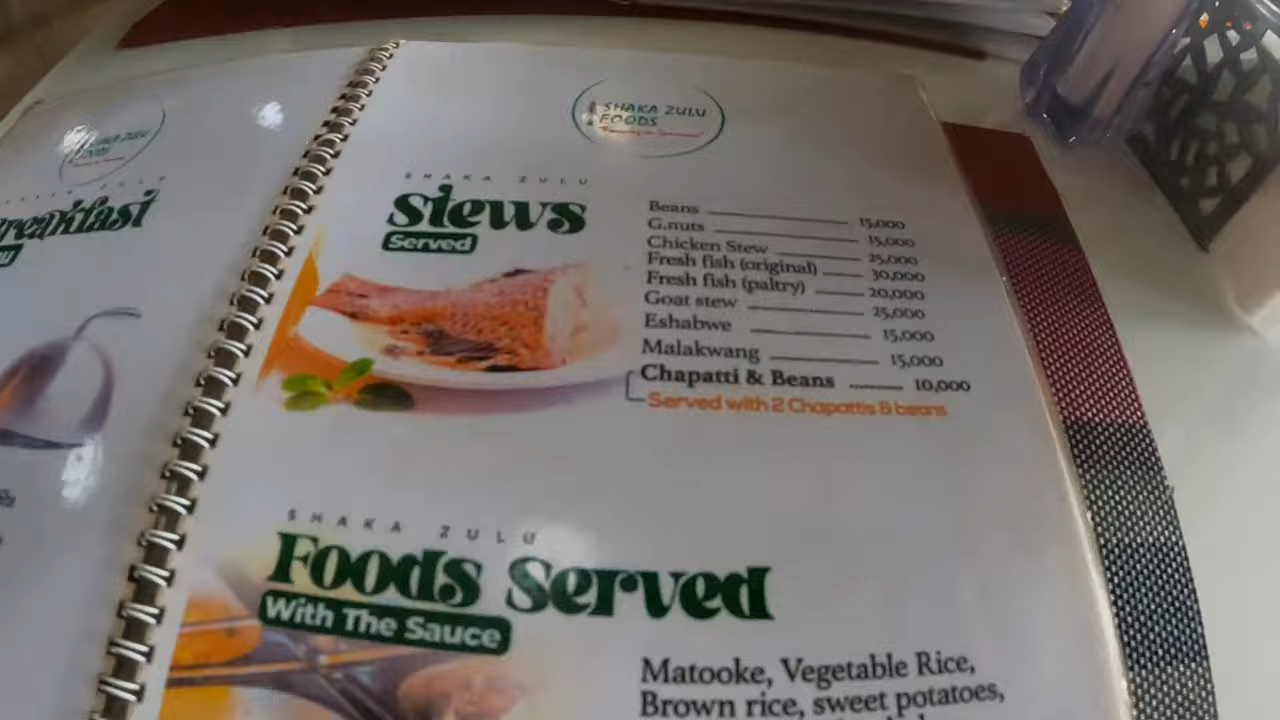 SHAKA ZULU
FOODS
SHAKA ZULU
Stews
Served
Beans 15,000
G.nuts 15,000
Chicken Stew 25,000
Fresh fish (original) 30,000
Fresh fish (paltry) 20,000
Goat stew 25,000
Eshabwe 15,000
Malakwang 15,000
Chapatti & Beans 10,000
Served with 2 Chapattis & beans
SHAKA ZULU
Foods Served
With The Sauce
Matooke, Vegetable Rice,
Brown rice, sweet potatoes,